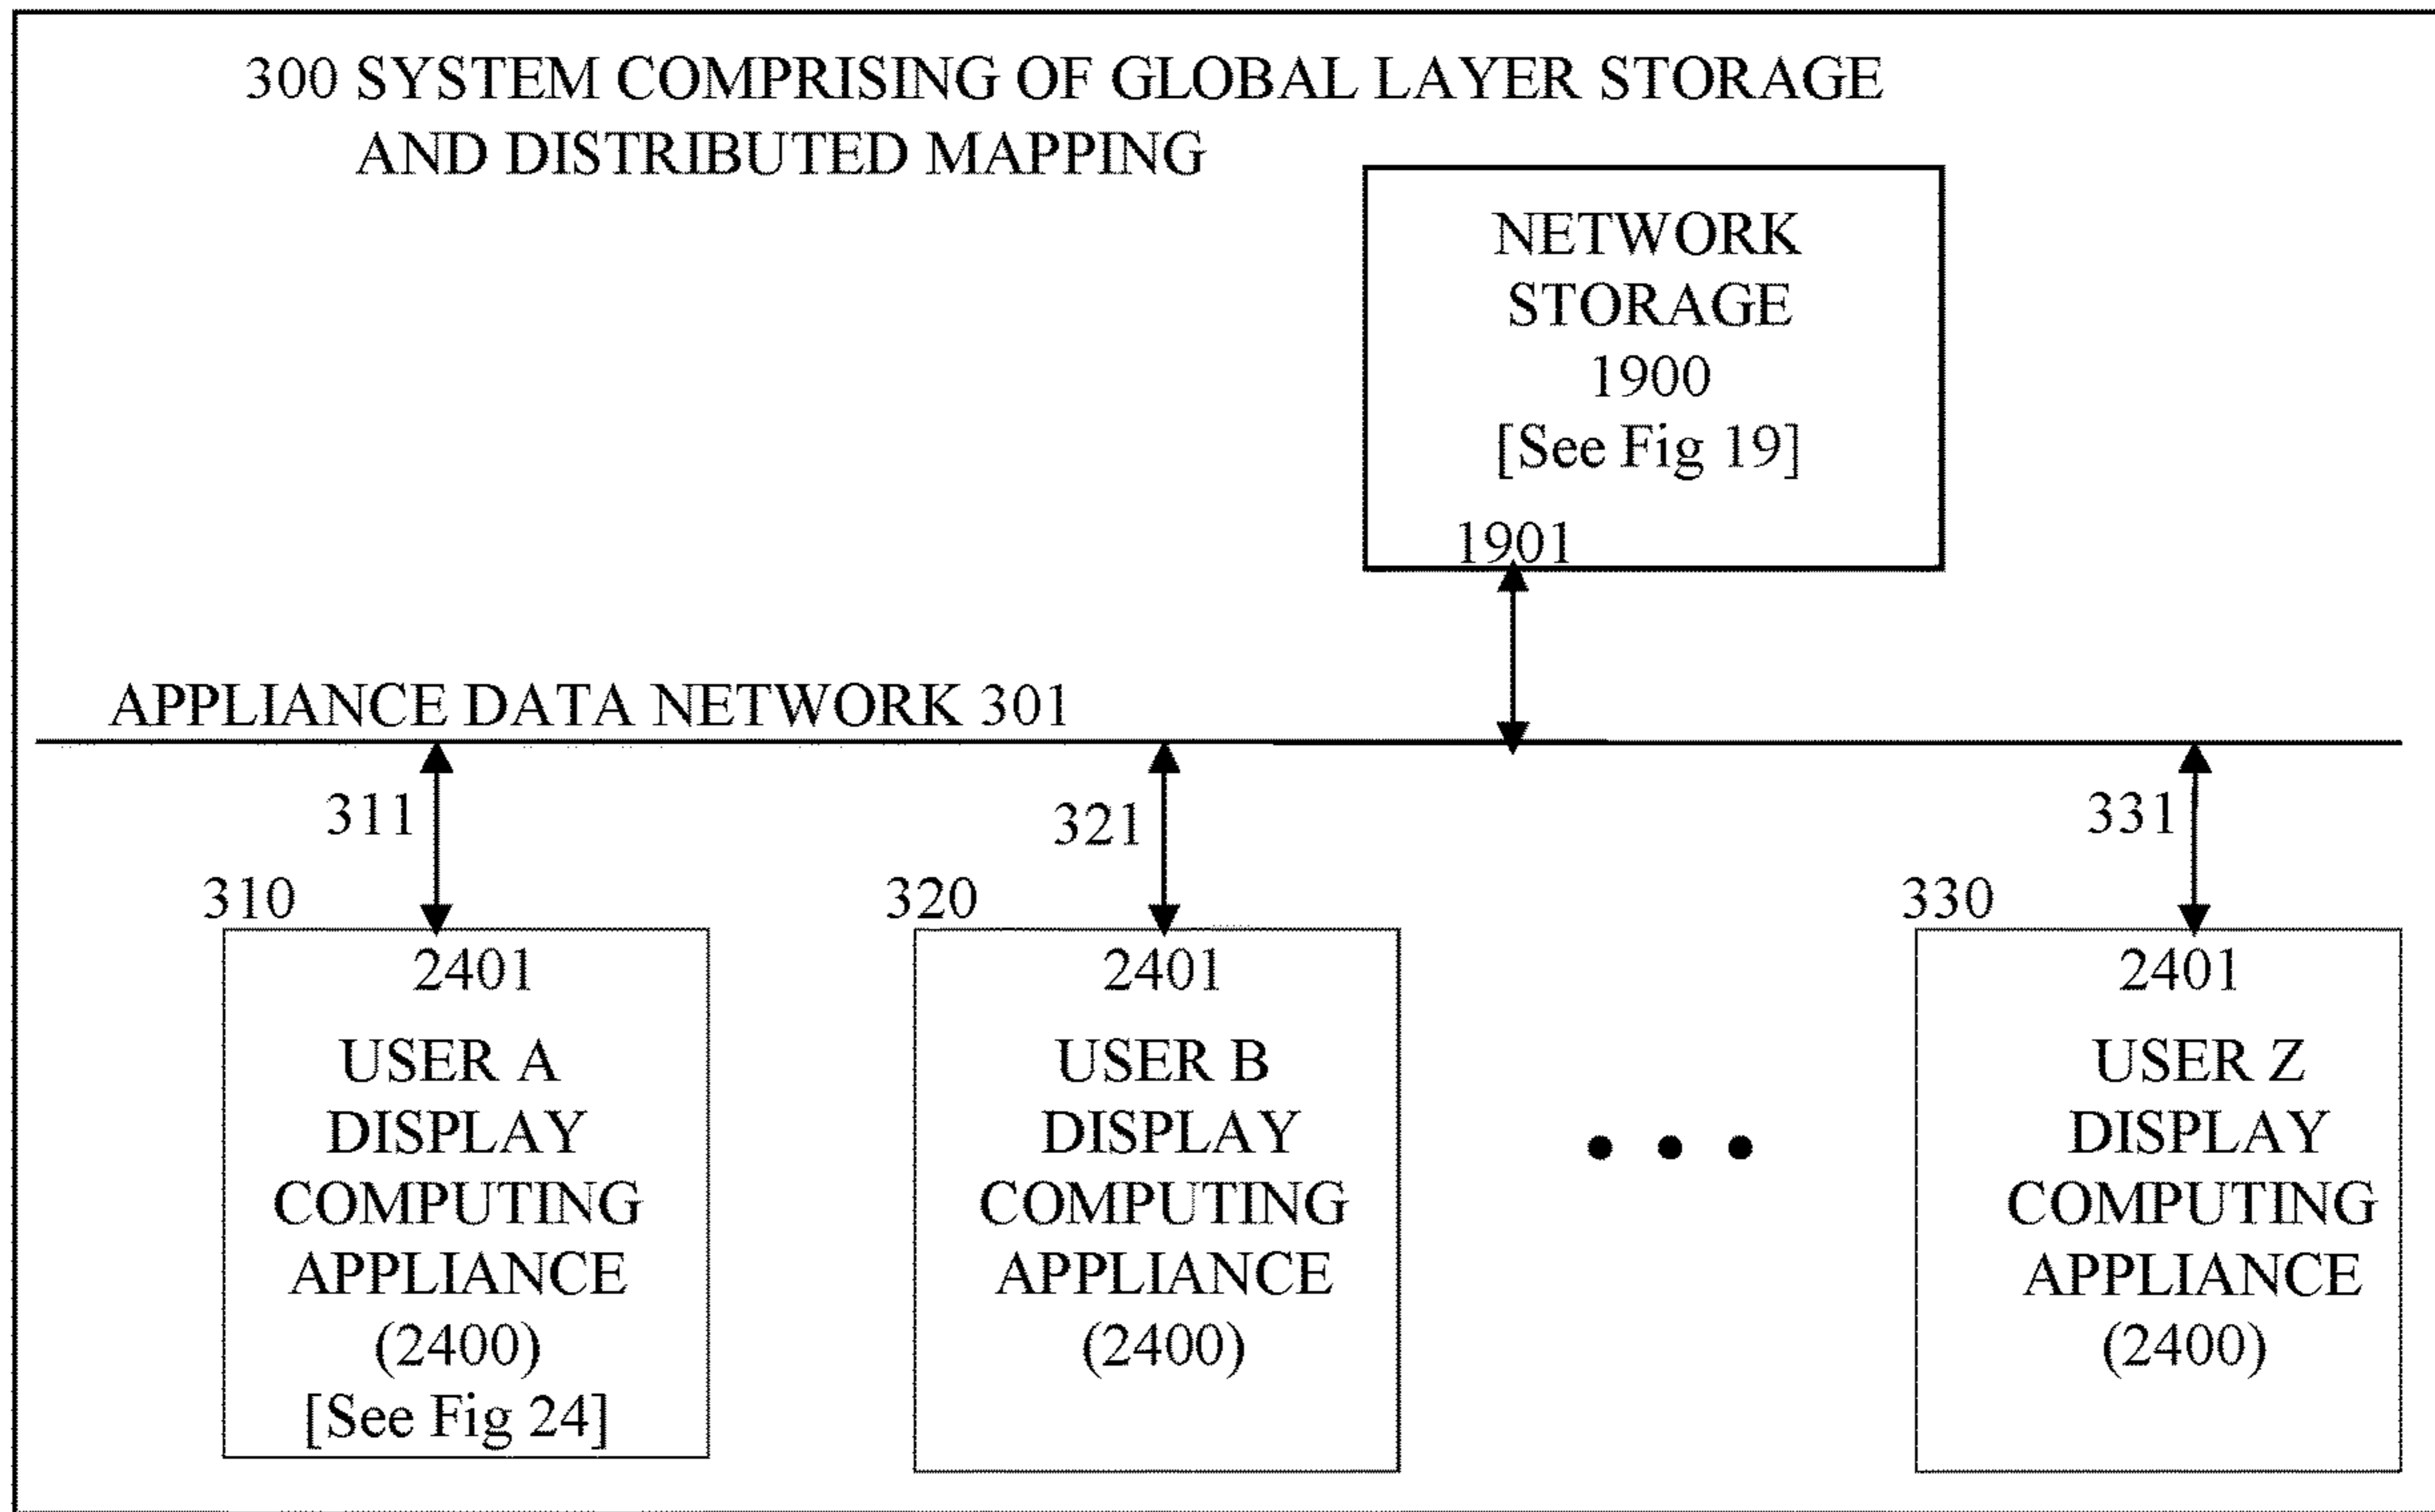 300 SYSTEM COMPRISING OF GLOBAL LAYER STORAGE
AND DISTRIBUTED MAPPING
NETWORK
STORAGE
1900
[See Fig 19]
1901
APPLIANCE DATA NETWORK 301
311
321
331
310
320
330
2401
USER A
DISPLAY
COMPUTING
APPLIANCE
(2400)
[See Fig 24]
2401
USER B
DISPLAY
COMPUTING
APPLIANCE
(2400)
• • •
2401
USER Z
DISPLAY
COMPUTING
APPLIANCE
(2400)